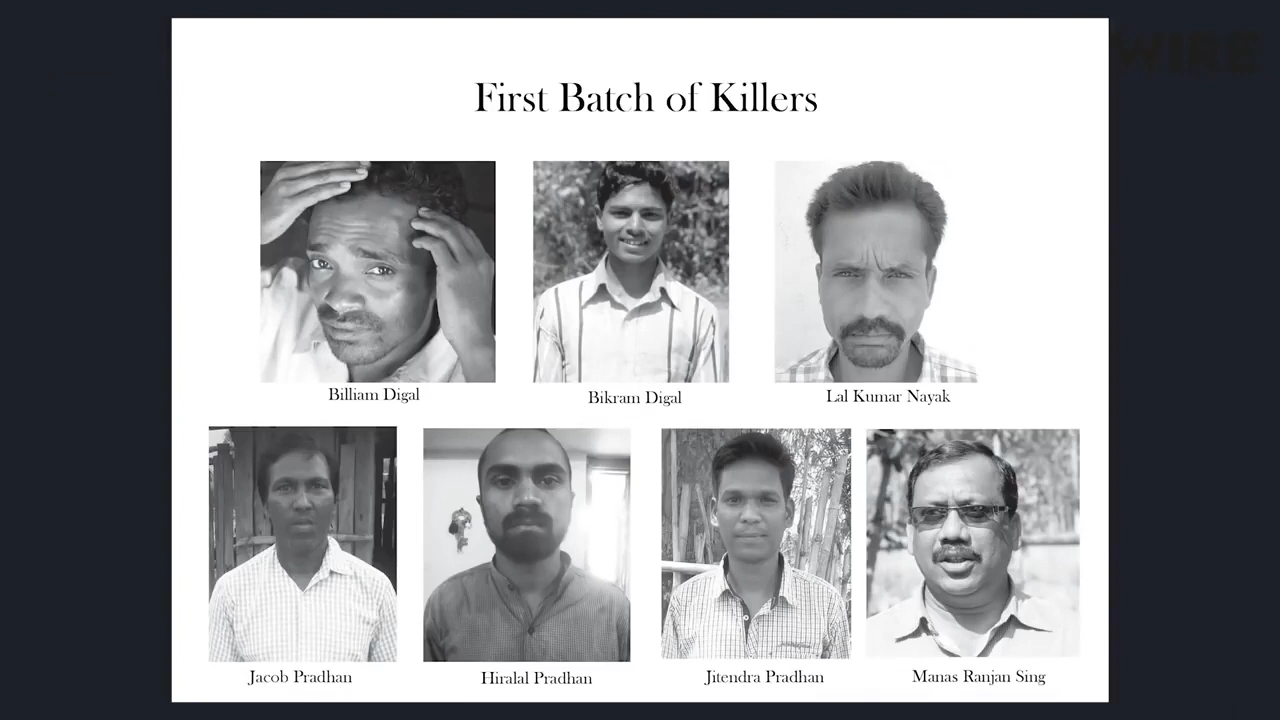 WIRE
First Batch of Killers
Billiam Digal
Bikram Digal
Lal Kumar Nayak
Jacob Pradhan
Hiralal Pradhan
Jitendra Pradhan
Manas Ranjan Sing